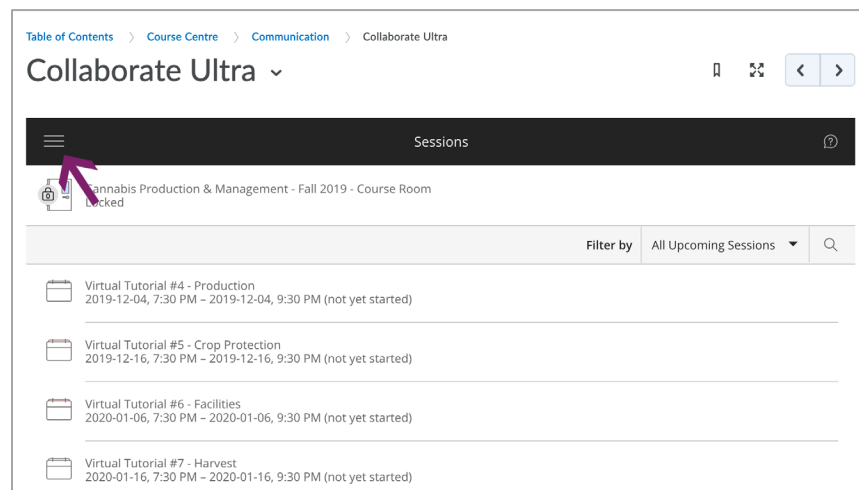 Table of Contents > Course Centre > Communication > Collaborate Ultra
Collaborate Ultra
Sessions
Cannabis Production & Management - Fall 2019 - Course Room
Locked
Filter by All Upcoming Sessions
Virtual Tutorial #4 - Production
2019-12-04, 7:30 PM – 2019-12-04, 9:30 PM (not yet started)
Virtual Tutorial #5 - Crop Protection
2019-12-16, 7:30 PM – 2019-12-16, 9:30 PM (not yet started)
Virtual Tutorial #6 - Facilities
2020-01-06, 7:30 PM – 2020-01-06, 9:30 PM (not yet started)
Virtual Tutorial #7 - Harvest
2020-01-16, 7:30 PM – 2020-01-16, 9:30 PM (not yet started)